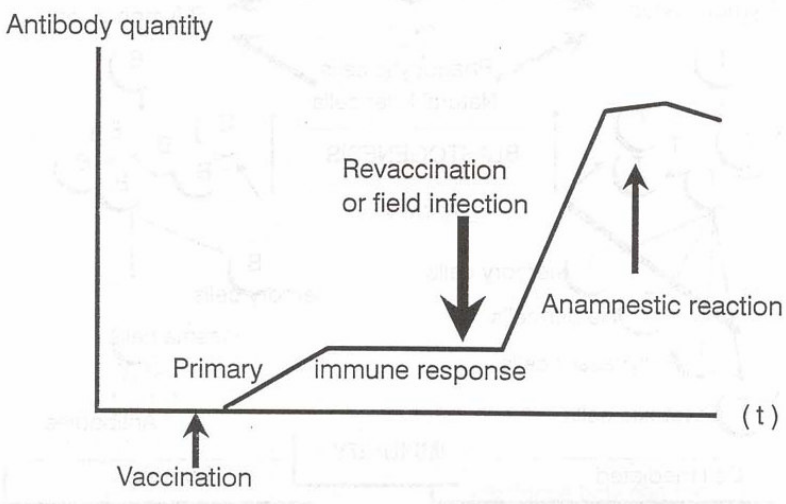 Antibody quantity
Revaccination
or field infection
Anamnestic reaction
Primary immune response
(t)
Vaccination